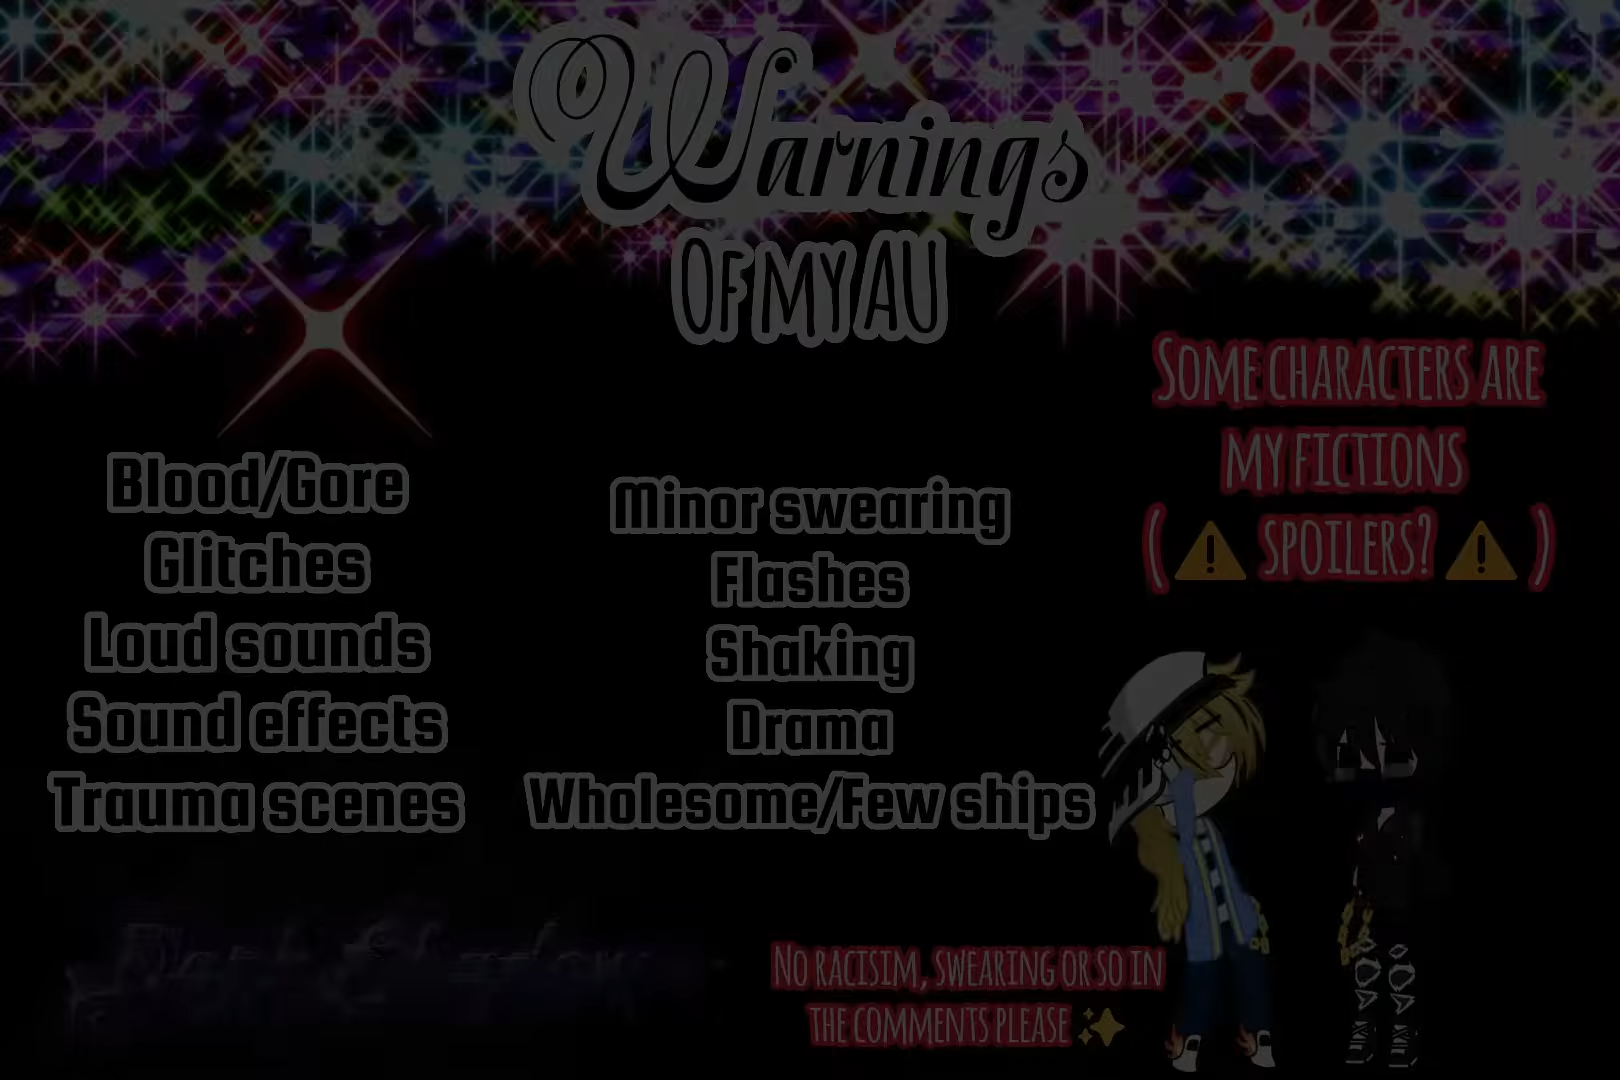 Warnings
OF MY AU
SOME CHARACTERS ARE
MY FICTIONS
( ⚠️ SPOILERS? ⚠️ )
Blood/Gore
Glitches
Loud sounds
Sound effects
Trauma scenes
Minor swearing
Flashes
Shaking
Drama
Wholesome/Few ships
NO RACISIM, SWEARING OR SO IN
THE COMMENTS PLEASE ✨